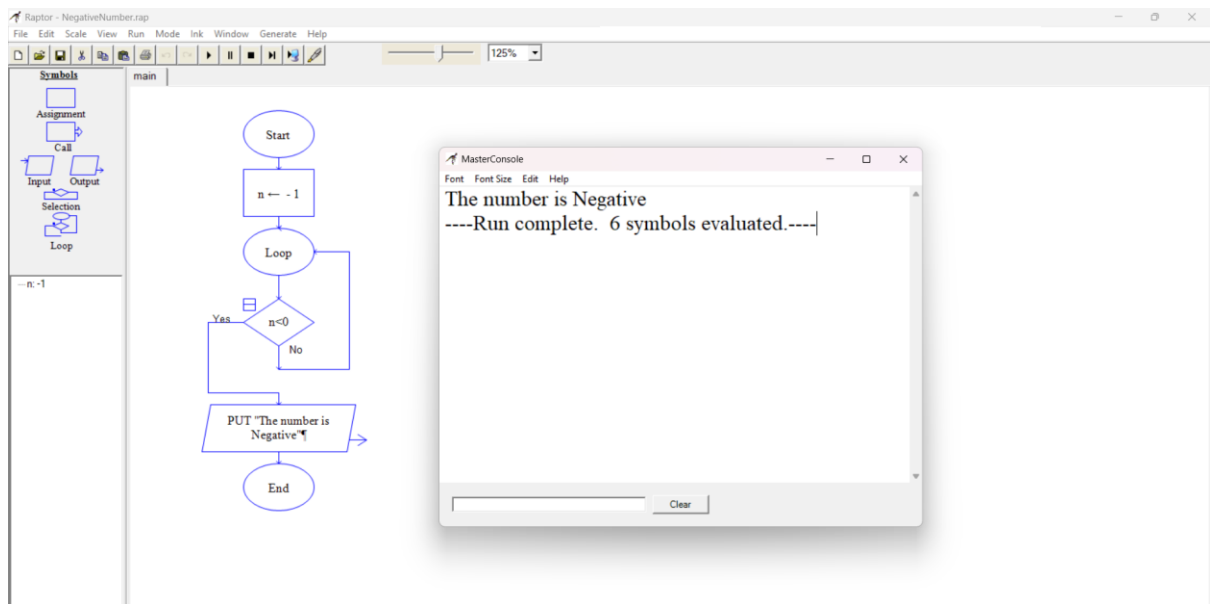 Raptor - NegativeNumber.rap
File Edit Scale View Run Mode Ink Window Generate Help
125%
Symbols
Assignment
Call
Input Output
Selection
Loop
n: -1
main
Start
n ← - 1
Loop
n<0
Yes
No
PUT "The number is
Negative"¶
End
MasterConsole
Font Font Size Edit Help
The number is Negative
----Run complete.  6 symbols evaluated.----
Clear